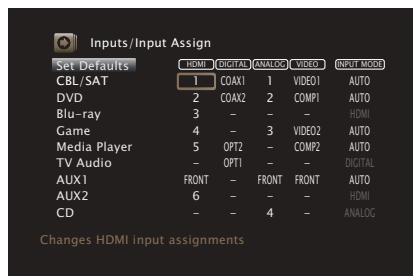 Inputs/Input Assign
Set Defaults HDMI DIGITAL ANALOG VIDEO INPUT MODE
CBL/SAT 1 COAX1 1 VIDEO1 AUTO
DVD 2 COAX2 2 COMP1 AUTO
Blu-ray 3 – – – HDMI
Game 4 – 3 VIDEO2 AUTO
Media Player 5 OPT2 – COMP2 AUTO
TV Audio – OPT1 – – DIGITAL
AUX1 FRONT – FRONT FRONT AUTO
AUX2 6 – – – HDMI
CD – – 4 – ANALOG
Changes HDMI input assignments